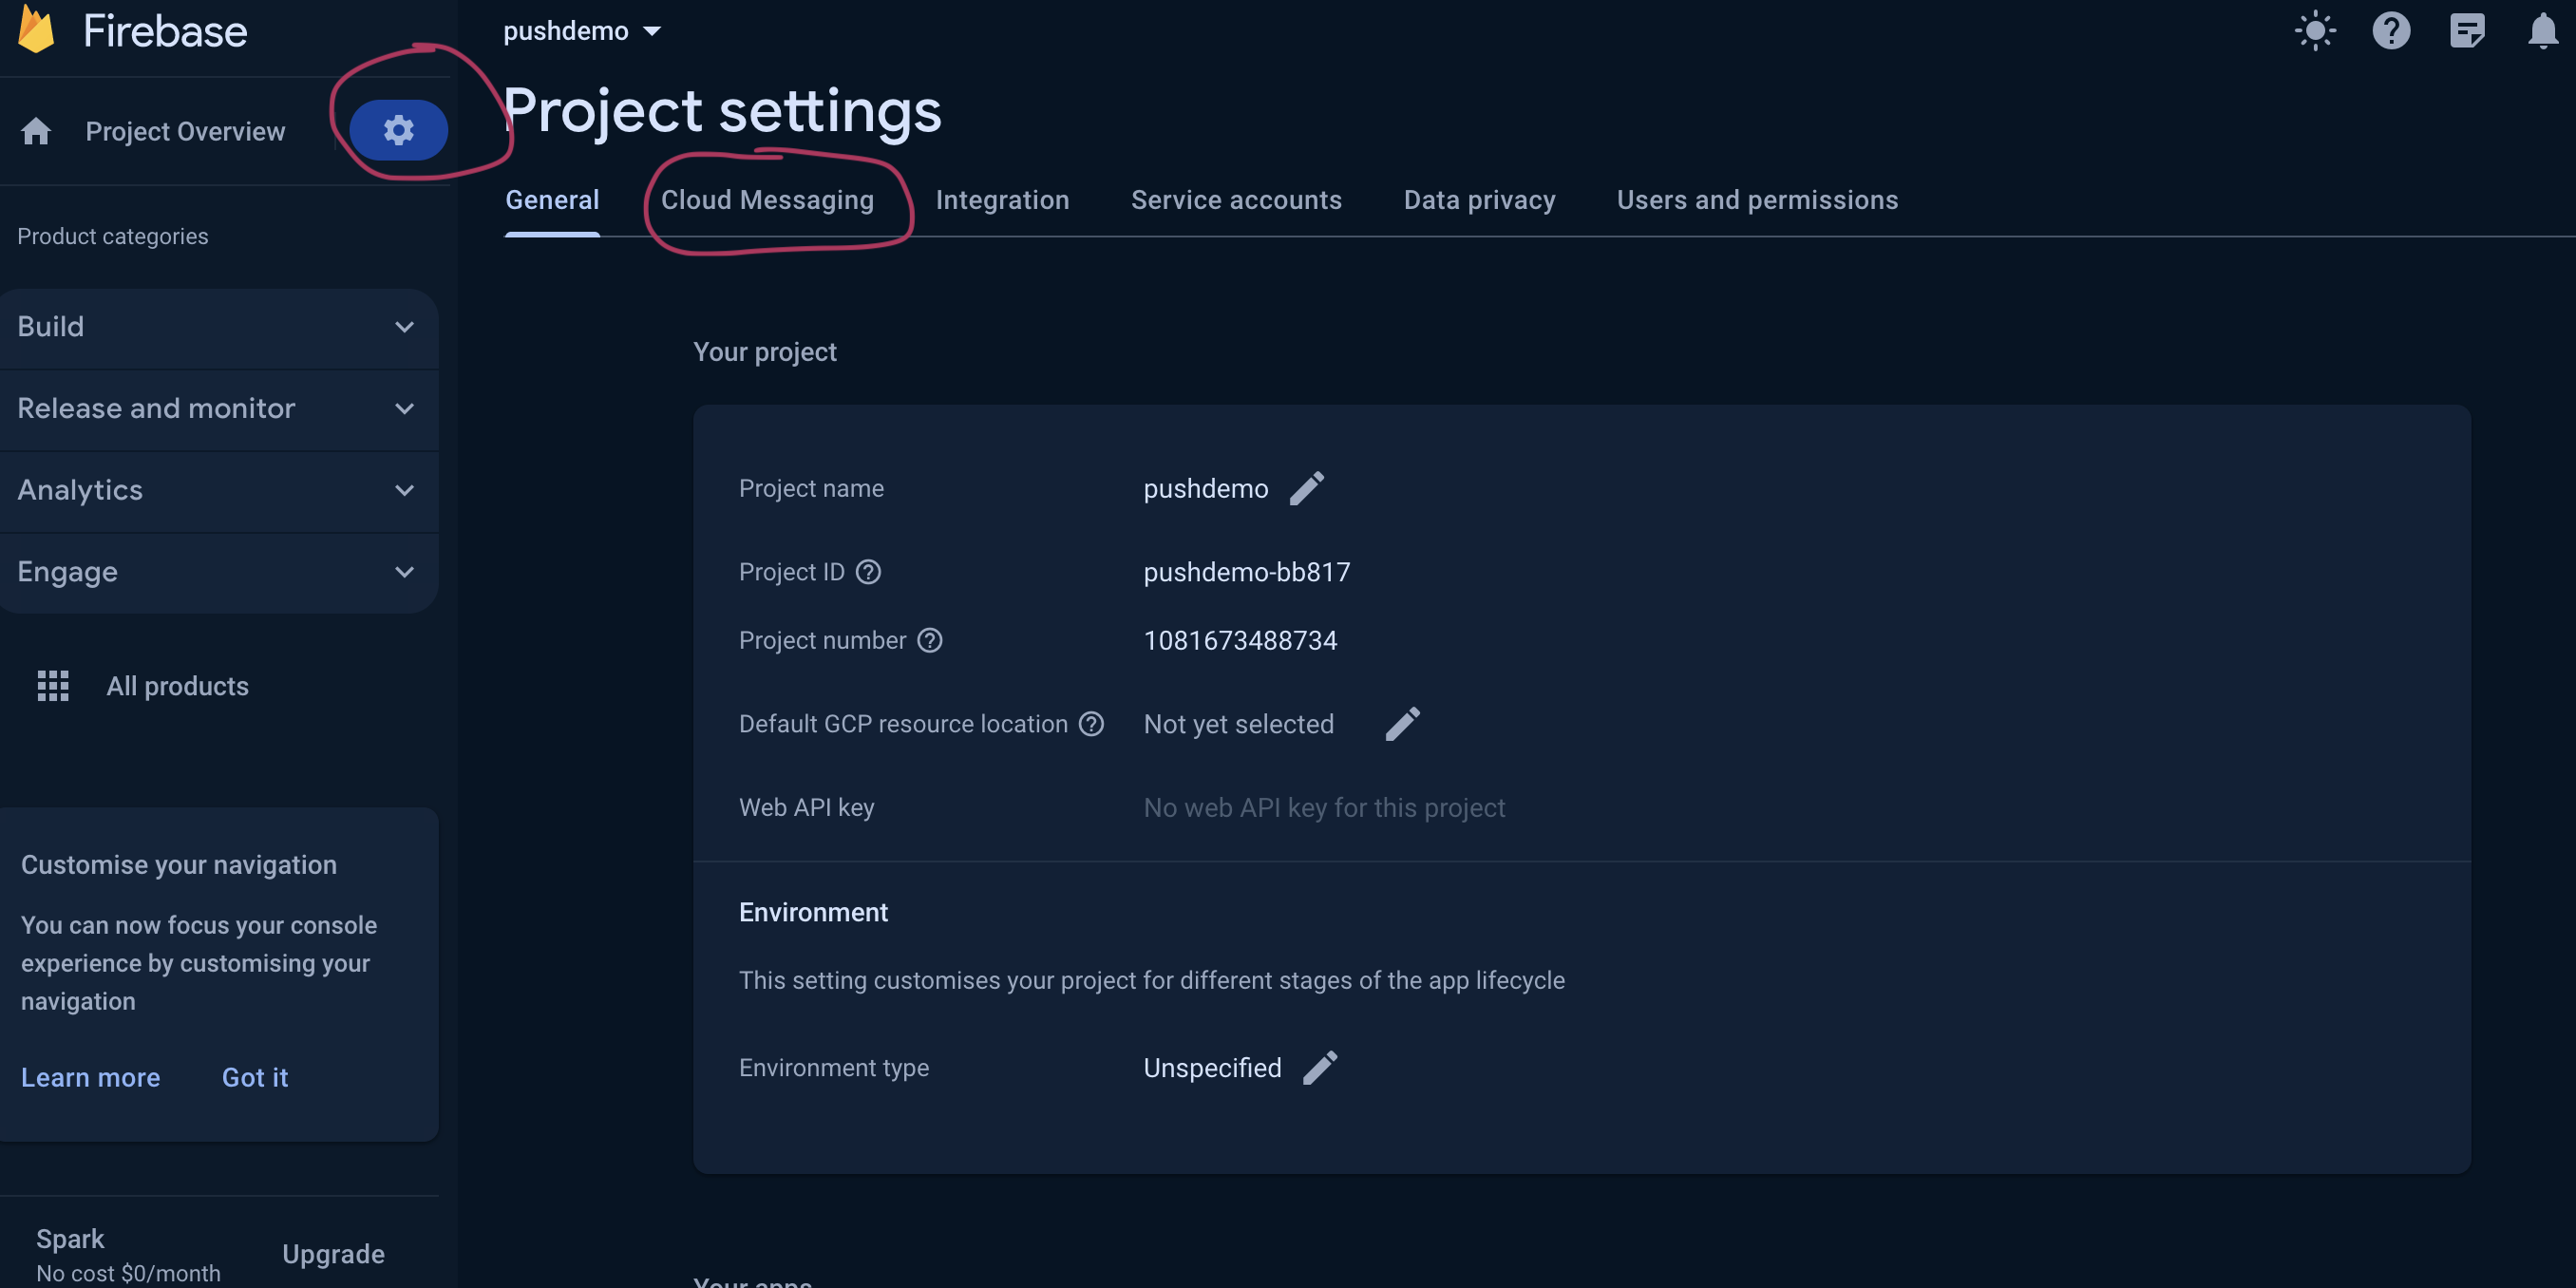 Firebase
pushdemo
Project Overview
Project settings
General
Cloud Messaging
Integration
Service accounts
Data privacy
Users and permissions
Product categories
Build
Release and monitor
Analytics
Engage
All products
Customise your navigation
You can now focus your console
experience by customising your
navigation
Learn more
Got it
Spark
No cost $0/month
Upgrade
Your project
Project name
pushdemo
Project ID
pushdemo-bb817
Project number
1081673488734
Default GCP resource location
Not yet selected
Web API key
No web API key for this project
Environment
This setting customises your project for different stages of the app lifecycle
Environment type
Unspecified
Your apps